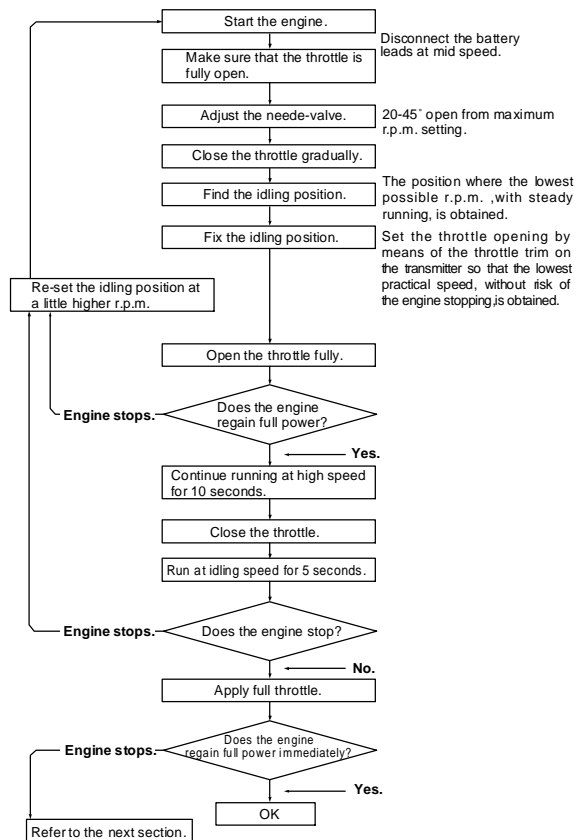 Start the engine.
Disconnect the battery
leads at mid speed.
Make sure that the throttle is
fully open.
Adjust the neede-valve.
20-45˚ open from maximum
r.p.m. setting.
Close the throttle gradually.
Find the idling position.
The position where the lowest
possible r.p.m. ,with steady
running, is obtained.
Fix the idling position.
Set the throttle opening by
means of the throttle trim on
the transmitter so that the lowest
practical speed, without risk of
the engine stopping,is obtained.
Re-set the idling position at
a little higher r.p.m.
Open the throttle fully.
Does the engine
regain full power?
Engine stops.
Yes.
Continue running at high speed
for 10 seconds.
Close the throttle.
Run at idling speed for 5 seconds.
Does the engine stop?
Engine stops.
No.
Apply full throttle.
Does the engine
regain full power immediately?
Engine stops.
Yes.
OK
Refer to the next section.